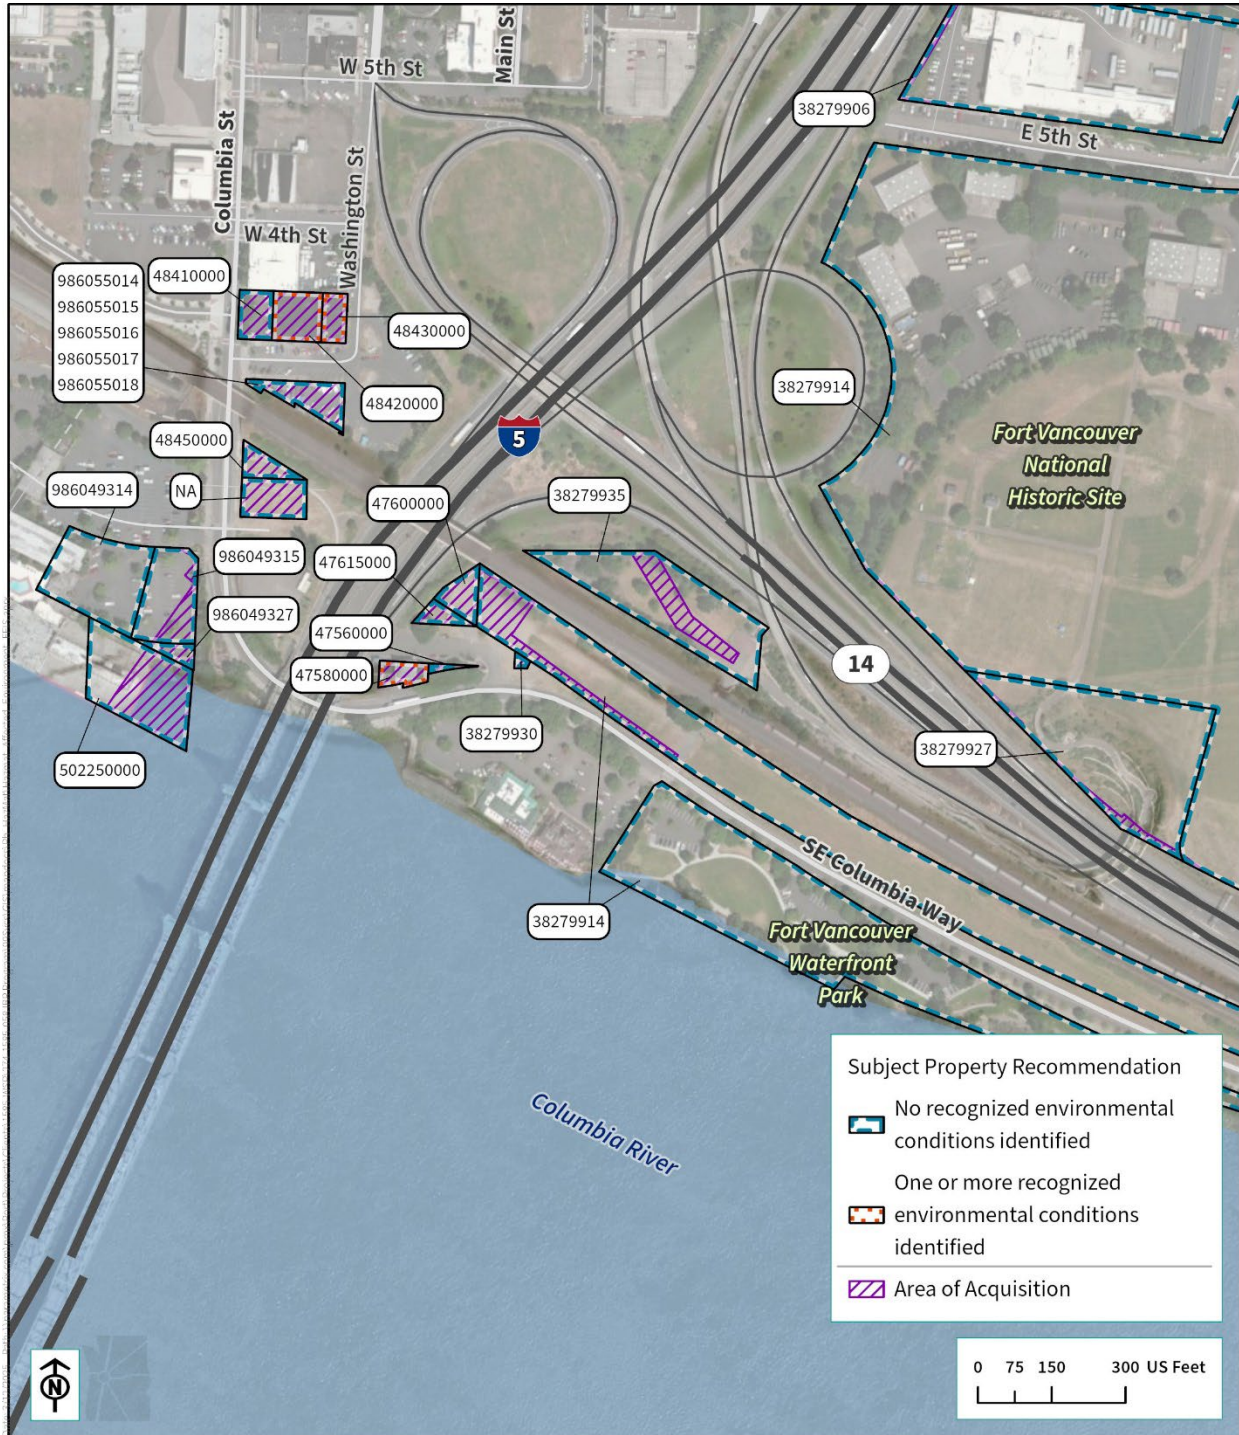 W 5th St
Main St
38279906
E 5th St
Columbia St
Washington St
W 4th St
986055014
986055015
986055016
986055017
986055018
48410000
48430000
48420000
38279914
Fort Vancouver
National
Historic Site
5
48450000
NA
986049314
47600000
38279935
986049315
47615000
986049327
47560000
47580000
14
38279930
38279927
502250000
SE Columbia Way
38279914
Fort Vancouver
Waterfront
Park
Columbia River
Subject Property Recommendation
No recognized environmental
conditions identified
One or more recognized
environmental conditions
identified
Area of Acquisition
N
0 75 150 300 US Feet